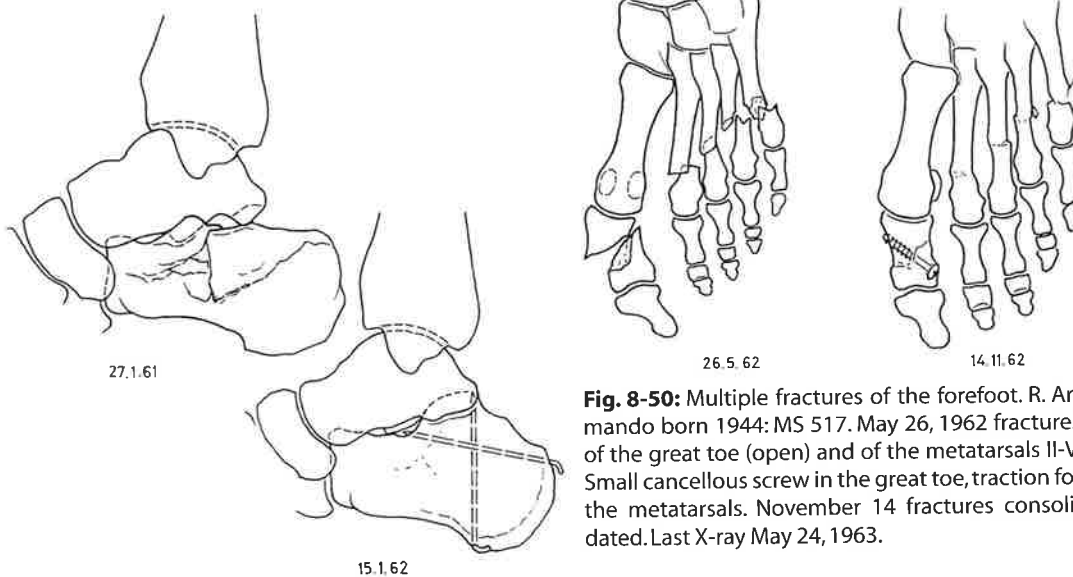 27.1.61
15.1.62
26.5.62
14.11.62
Fig. 8-50: Multiple fractures of the forefoot. R. Ar
mando born 1944: MS 517. May 26, 1962 fracture
of the great toe (open) and of the metatarsals II-V
Small cancellous screw in the great toe, traction fo
the metatarsals. November 14 fractures consoli
dated. Last X-ray May 24, 1963.